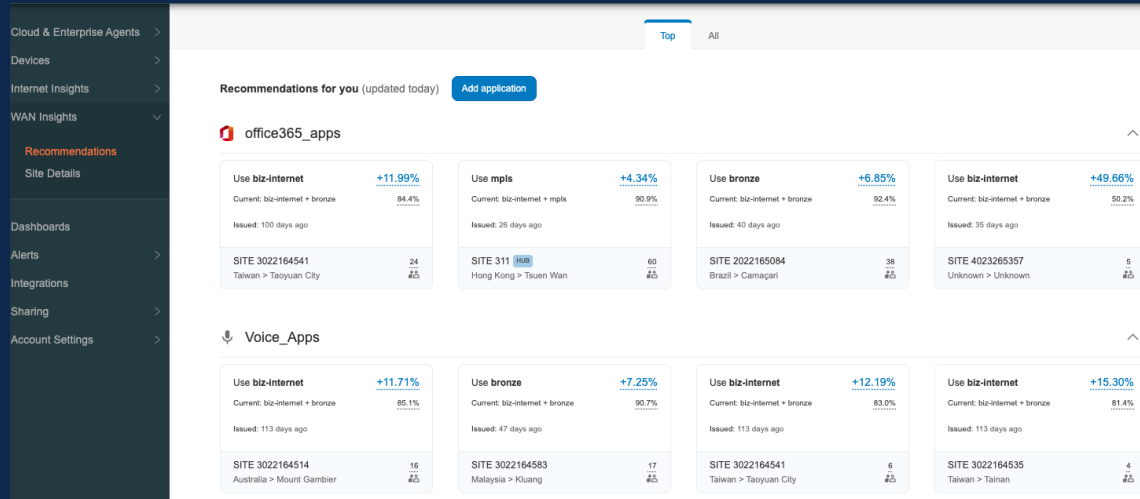 Cloud & Enterprise Agents
Devices
Internet Insights
WAN Insights
Recommendations
Site Details
Dashboards
Alerts
Integrations
Sharing
Account Settings
Top All
Recommendations for you (updated today) Add application
office365_apps
Use biz-internet +11.99%
Current: biz-internet + bronze 84.4%
Issued: 100 days ago
SITE 3022164541 24
Taiwan > Taoyuan City
Use mpls +4.34%
Current: biz-internet + mpls 90.9%
Issued: 26 days ago
SITE 311 HUB 60
Hong Kong > Tsuen Wan
Use bronze +6.85%
Current: biz-internet + bronze 92.4%
Issued: 40 days ago
SITE 2022165084 38
Brazil > Camaçari
Use biz-internet +49.66%
Current: biz-internet + bronze 50.2%
Issued: 35 days ago
SITE 4023265357 5
Unknown > Unknown
Voice_Apps
Use biz-internet +11.71%
Current: biz-internet + bronze 85.1%
Issued: 113 days ago
SITE 3022164514 16
Australia > Mount Gambier
Use bronze +7.25%
Current: biz-internet + bronze 90.7%
Issued: 47 days ago
SITE 3022164583 17
Malaysia > Kluang
Use biz-internet +12.19%
Current: biz-internet + bronze 83.0%
Issued: 113 days ago
SITE 3022164541 6
Taiwan > Taoyuan City
Use biz-internet +15.30%
Current: biz-internet + bronze 81.4%
Issued: 113 days ago
SITE 3022164535 4
Taiwan > Tainan